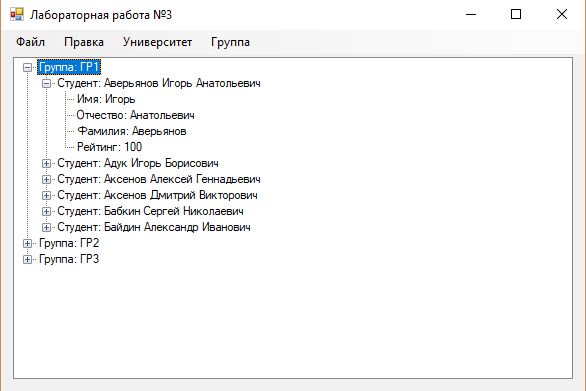 Лабораторная работа №3
Файл Правка Университет Группа
Группа: ГР1
Студент: Аверьянов Игорь Анатольевич
Имя: Игорь
Отчество: Анатольевич
Фамилия: Аверьянов
Рейтинг: 100
Студент: Адук Игорь Борисович
Студент: Аксенов Алексей Геннадьевич
Студент: Аксенов Дмитрий Викторович
Студент: Бабкин Сергей Николаевич
Студент: Байдин Александр Иванович
Группа: ГР2
Группа: ГР3